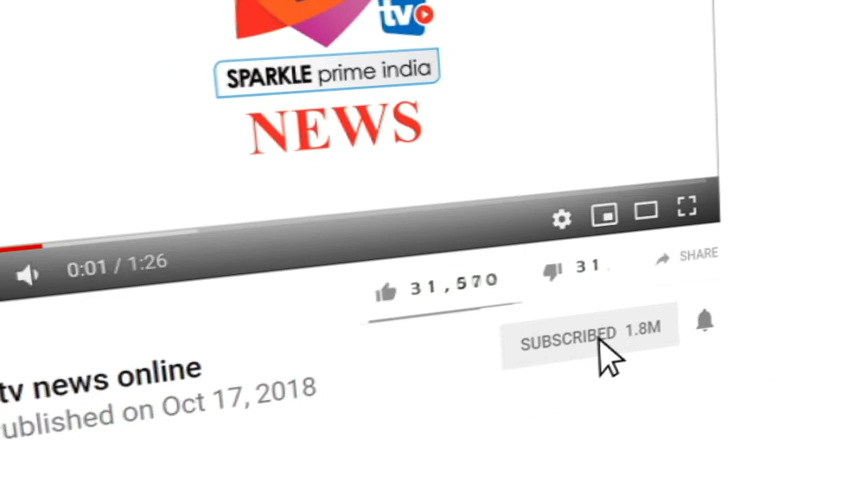 tv
SPARKLE prime india
NEWS
0:01 / 1:26
31,570
31
SHARE
SUBSCRIBED 1.8M
tv news online
ublished on Oct 17, 2018